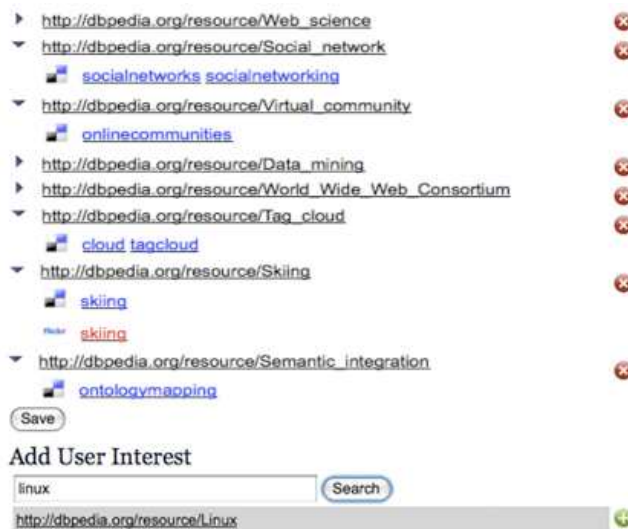 http://dbpedia.org/resource/Web_science
http://dbpedia.org/resource/Social_network
socialnetworks socialnetworking
http://dbpedia.org/resource/Virtual_community
onlinecommunities
http://dbpedia.org/resource/Data_mining
http://dbpedia.org/resource/World_Wide_Web_Consortium
http://dbpedia.org/resource/Tag_cloud
cloud tagcloud
http://dbpedia.org/resource/Skiing
skiing
flickr skiing
http://dbpedia.org/resource/Semantic_integration
ontologymapping
Save
Add User Interest
linux Search
http://dbpedia.org/resource/Linux